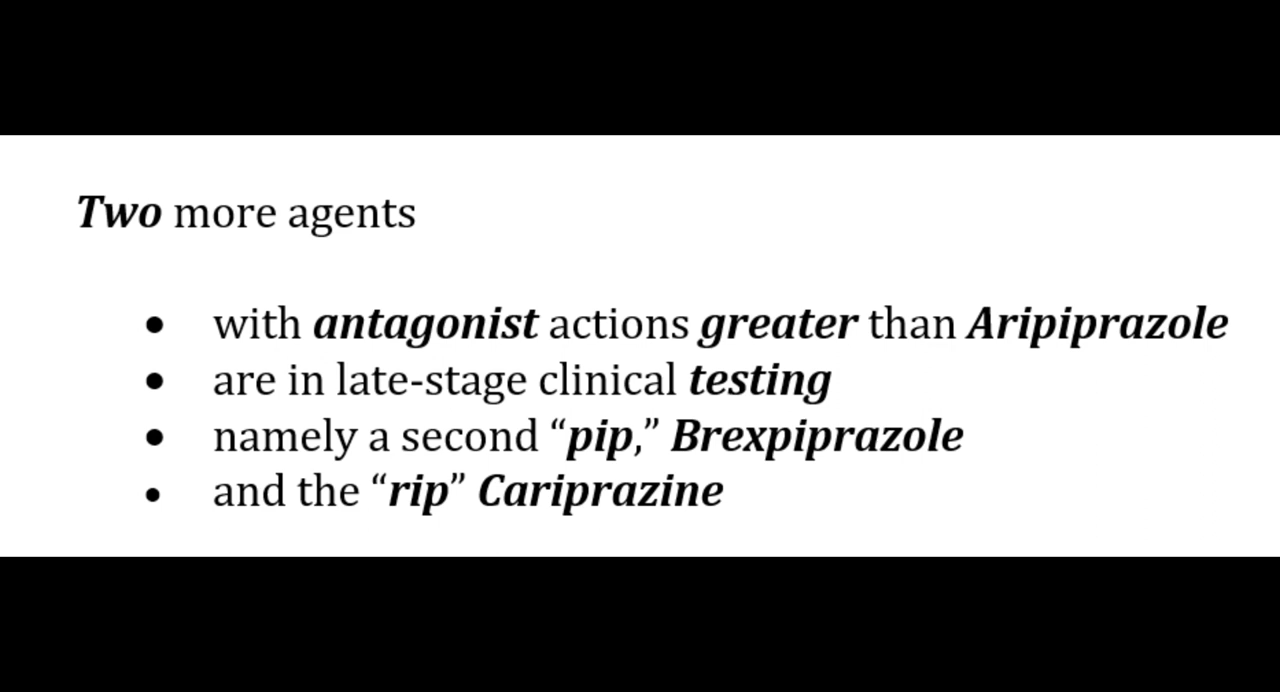 Two more agents
• with antagonist actions greater than Aripiprazole
• are in late-stage clinical testing
• namely a second “pip,” Brexpiprazole
• and the “rip” Cariprazine